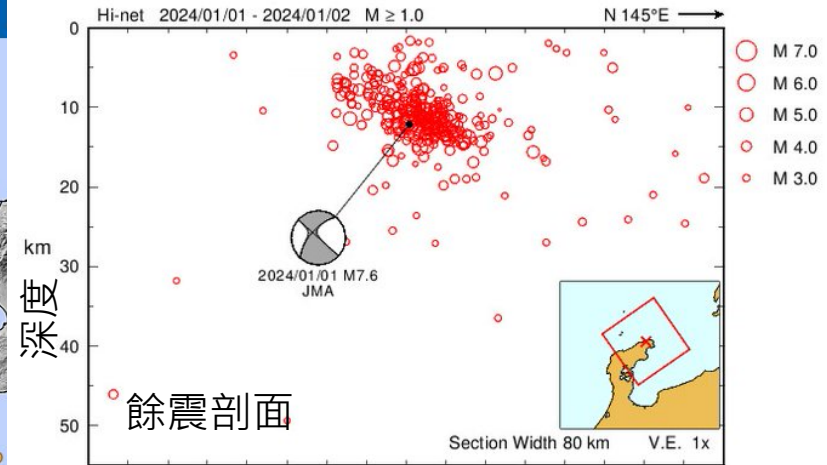 Hi-net 2024/01/01 - 2024/01/02 M ≥ 1.0 N 145°E
0
10
20
30
40
50
km
深度
M 7.0
M 6.0
M 5.0
M 4.0
M 3.0
2024/01/01 M7.6
JMA
餘震剖面
Section Width 80 km V.E. 1x